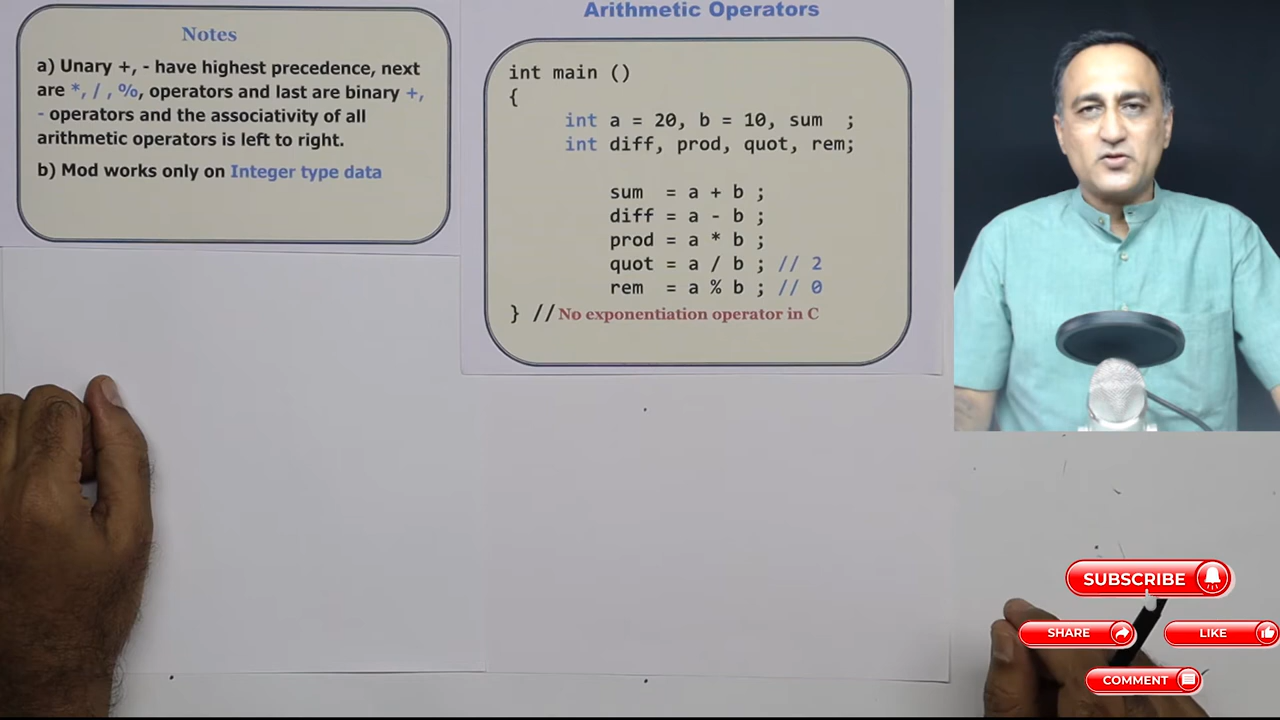 Notes
a) Unary +, - have highest precedence, next
are *, / , %, operators and last are binary +,
- operators and the associativity of all
arithmetic operators is left to right.
b) Mod works only on Integer type data
Arithmetic Operators
int main ()
{
int a = 20, b = 10, sum ;
int diff, prod, quot, rem;
sum = a + b ;
diff = a - b ;
prod = a * b ;
quot = a / b ; // 2
rem = a % b ; // 0
} // No exponentiation operator in C
SUBSCRIBE
SHARE
LIKE
COMMENT